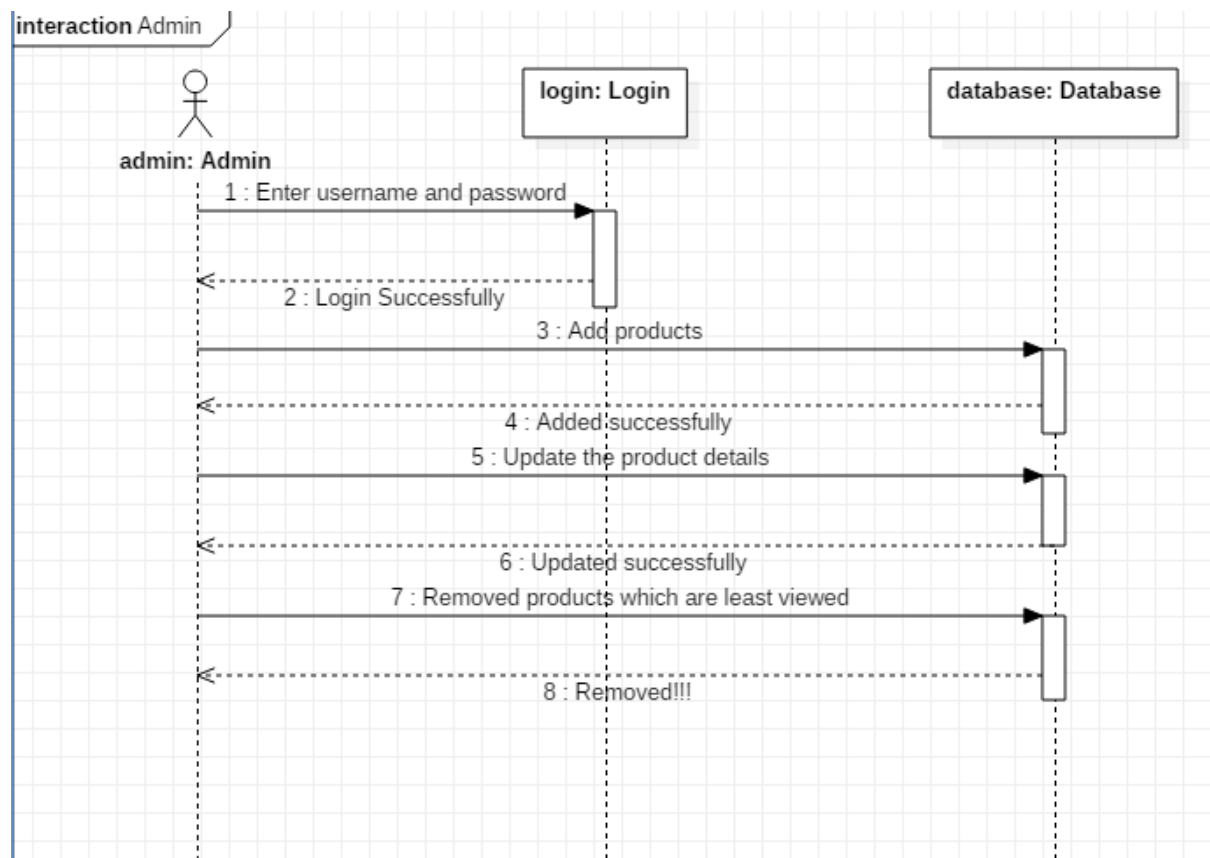 interaction Admin
login: Login
database: Database
admin: Admin
1 : Enter username and password
2 : Login Successfully
3 : Add products
4 : Added successfully
5 : Update the product details
6 : Updated successfully
7 : Removed products which are least viewed
8 : Removed!!!